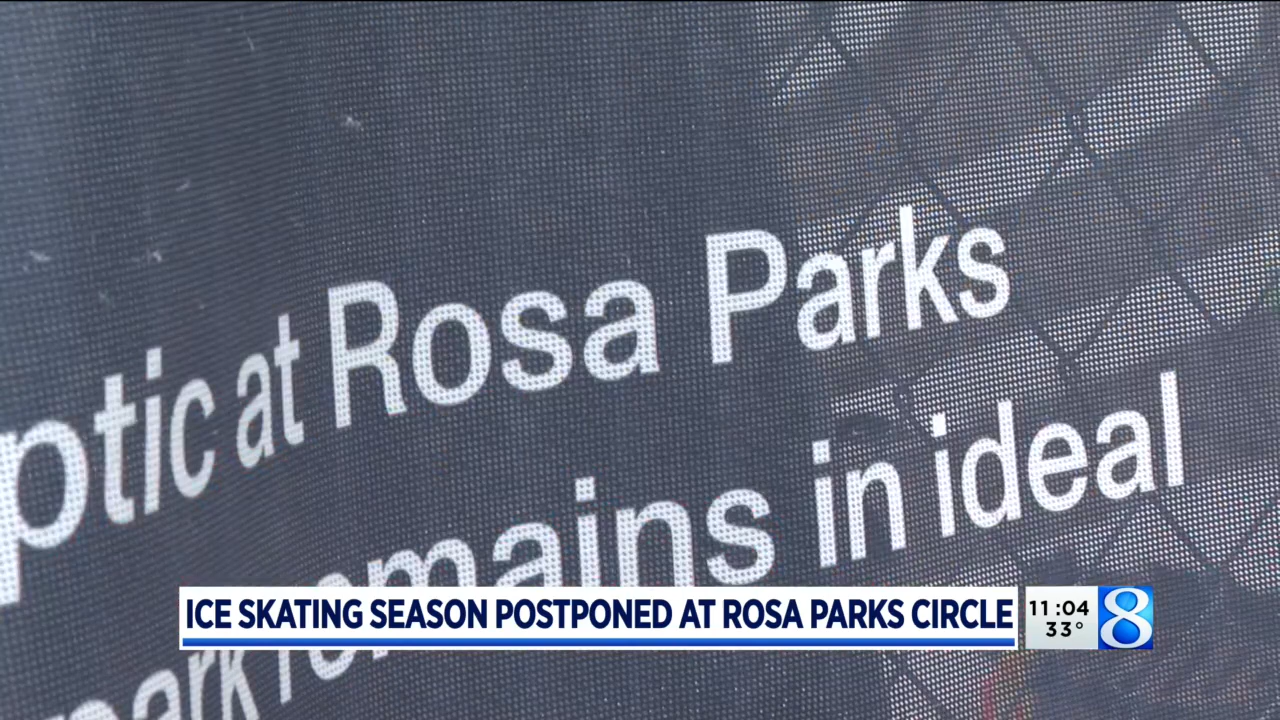 ptic at Rosa Parks
park remains in ideal
ICE SKATING SEASON POSTPONED AT ROSA PARKS CIRCLE
11:04
33°
8